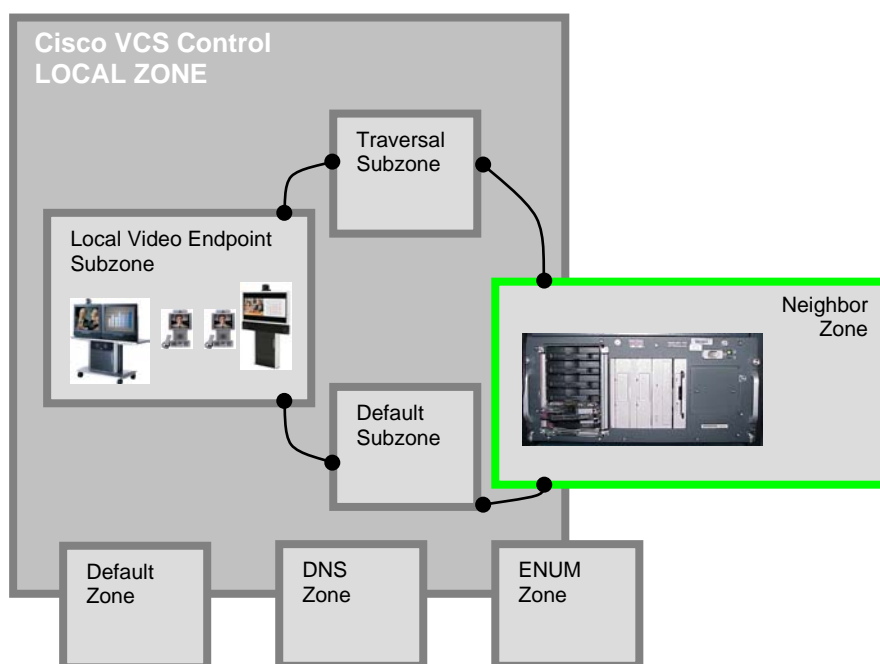 Cisco VCS Control
LOCAL ZONE
Traversal
Subzone
Local Video Endpoint
Subzone
Neighbor
Zone
Default
Subzone
Default
Zone
DNS
Zone
ENUM
Zone